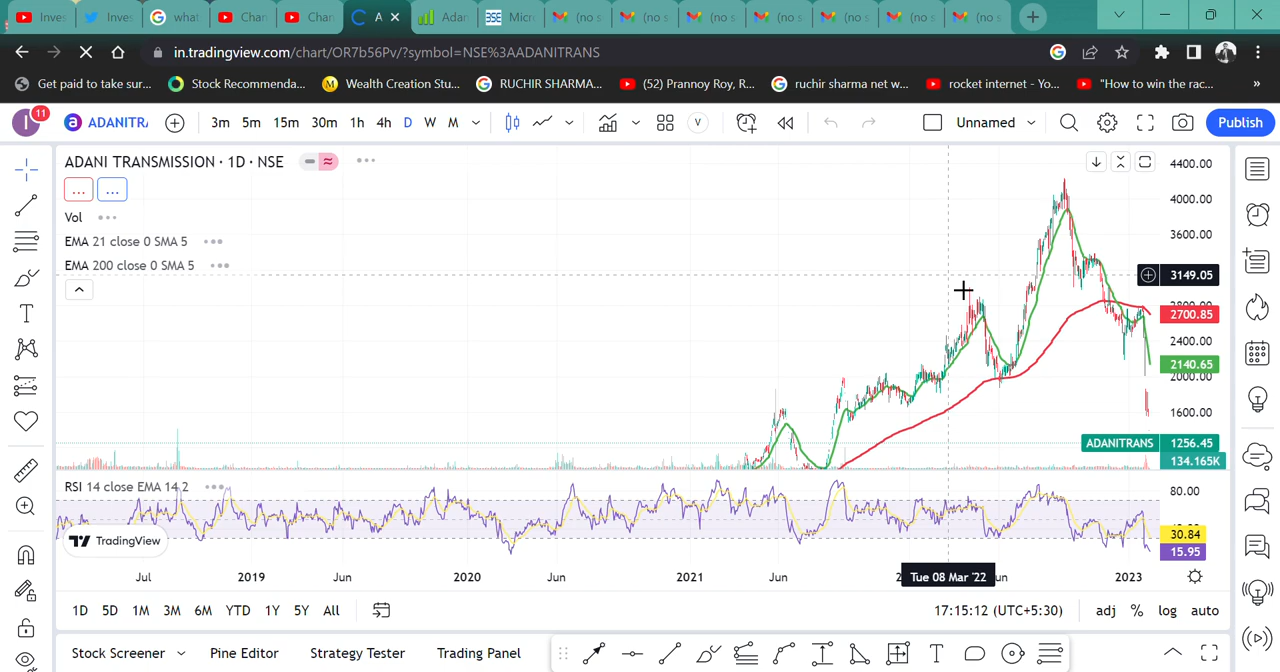 Inves
Inves
what
Chan
Chan
A
Adar
BSE
Micro
(no s
(no s
(no s
(no s
(no s
(no s
(no s
in.tradingview.com/chart/OR7b56Pv/?symbol=NSE%3AADANITRANS
Get paid to take sur...
Stock Recommenda...
Wealth Creation Stu...
RUCHIR SHARMA...
(52) Prannoy Roy, R...
ruchir sharma net w...
rocket internet - Yo...
"How to win the rac...
»
I
11
a
ADANITRA
3m
5m
15m
30m
1h
4h
D
W
M
V
Unnamed
Publish
ADANI TRANSMISSION · 1D · NSE
...
...
Vol
EMA 21 close 0 SMA 5
EMA 200 close 0 SMA 5
4400.00
4000.00
3600.00
3149.05
2700.85
2400.00
2140.65
2000.00
1600.00
ADANITRANS 1256.45
134.165K
RSI 14 close EMA 14 2
80.00
30.84
15.95
TradingView
Jul
2019
Jun
2020
Jun
2021
Jun
Tue 08 Mar '22
un
2023
1D
5D
1M
3M
6M
YTD
1Y
5Y
All
17:15:12 (UTC+5:30)
adj
%
log
auto
Stock Screener
Pine Editor
Strategy Tester
Trading Panel
T